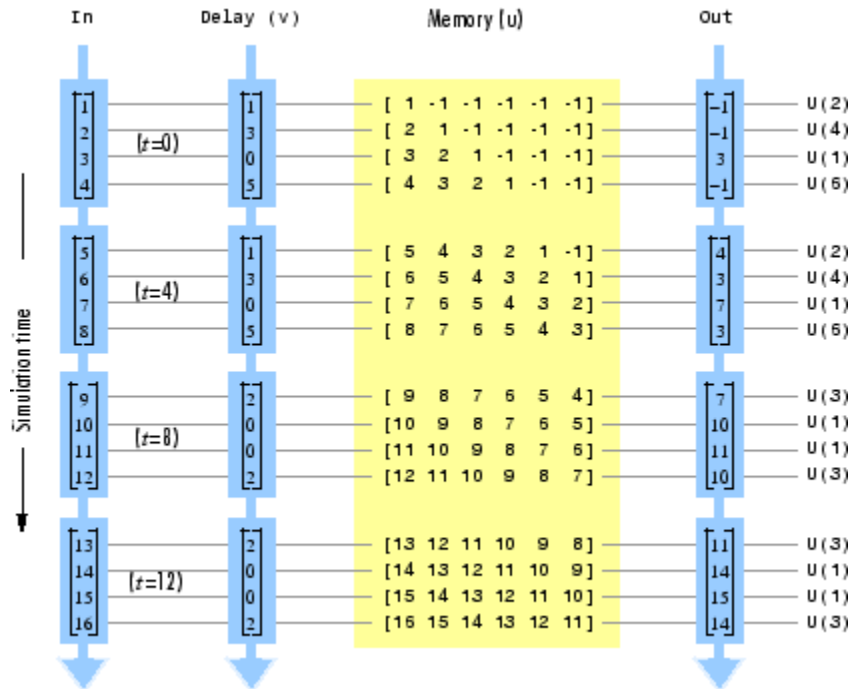 In Delay (v) Memory(u) Out
1 1 [ 1 -1 -1 -1 -1 -1] -1 U(2)
2 3 [ 2 1 -1 -1 -1 -1] -1 U(4)
(t=0)
3 0 [ 3 2 1 -1 -1 -1] 3 U(1)
4 5 [ 4 3 2 1 -1 -1] -1 U(6)
5 1 [ 5 4 3 2 1 -1] 4 U(2)
6 3 [ 6 5 4 3 2 1] 3 U(4)
(t=4)
7 0 [ 7 6 5 4 3 2] 7 U(1)
8 5 [ 8 7 6 5 4 3] 3 U(6)
Simulation time
9 2 [ 9 8 7 6 5 4] 7 U(3)
10 0 [10 9 8 7 6 5] 10 U(1)
(t=8)
11 0 [11 10 9 8 7 6] 11 U(1)
12 2 [12 11 10 9 8 7] 10 U(3)
13 2 [13 12 11 10 9 8] 11 U(3)
14 0 [14 13 12 11 10 9] 14 U(1)
(t=12)
15 0 [15 14 13 12 11 10] 15 U(1)
16 2 [16 15 14 13 12 11] 14 U(3)